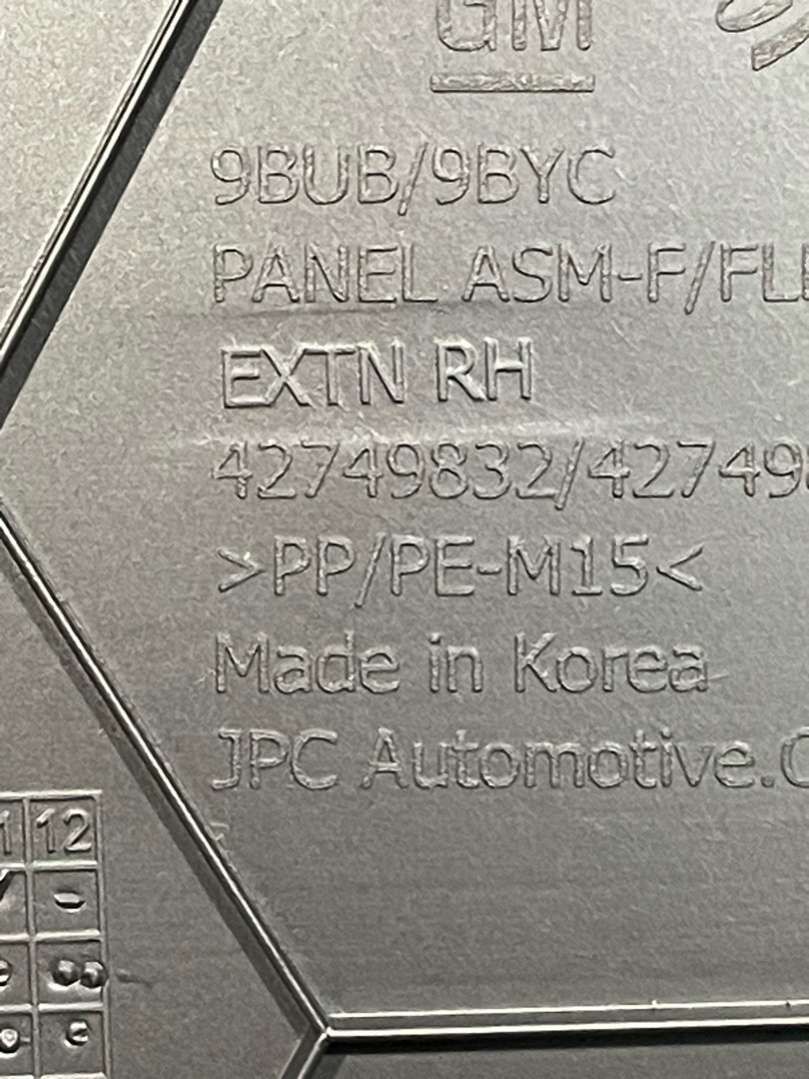 GM
9BUB/9BYC
PANEL ASM-F/FL
EXTN RH
42749832/42749
>PP/PE-M15<
Made in Korea
JPC Automotive.C
1 12